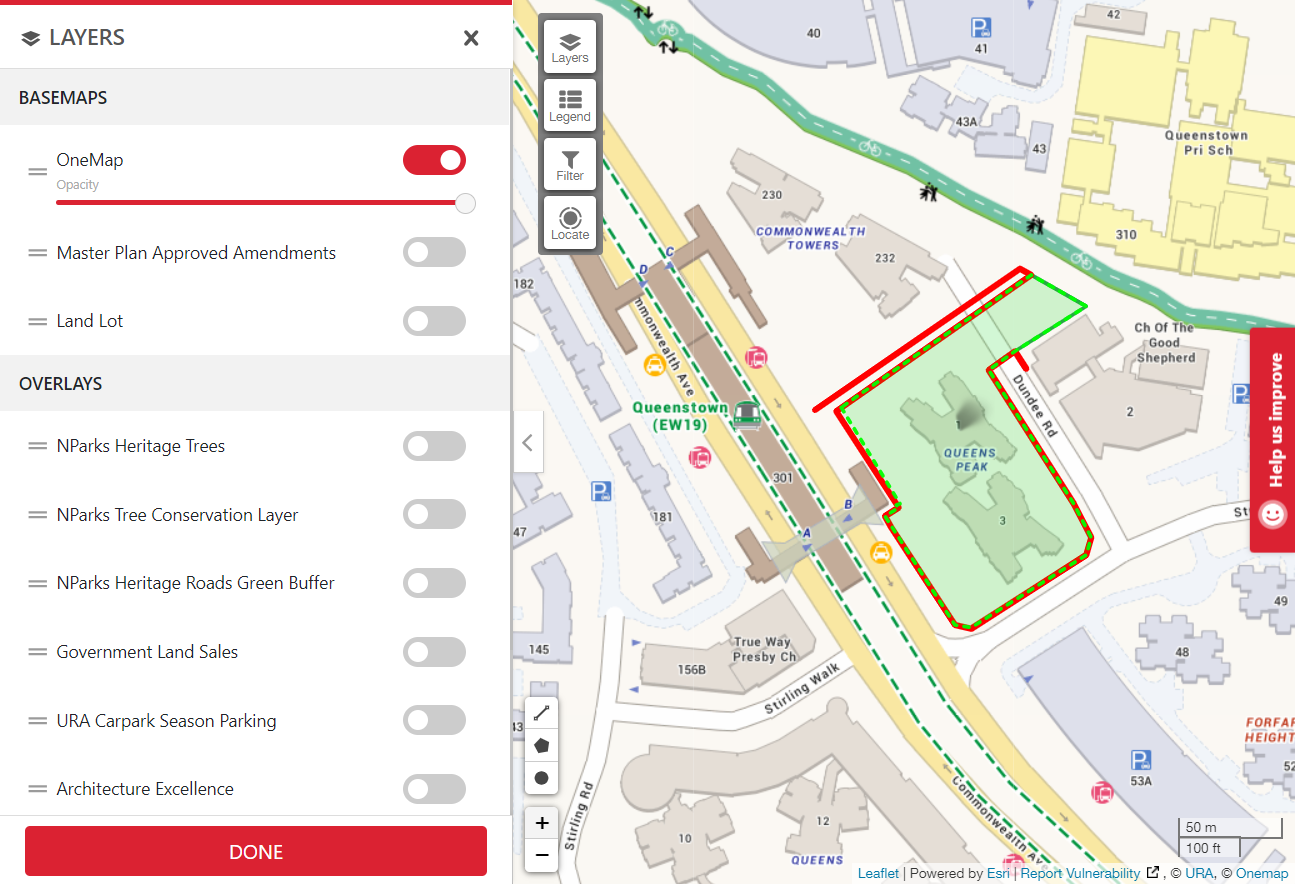 LAYERS
BASEMAPS
OneMap
Opacity
Master Plan Approved Amendments
Land Lot
OVERLAYS
NParks Heritage Trees
NParks Tree Conservation Layer
NParks Heritage Roads Green Buffer
Government Land Sales
URA Carpark Season Parking
Architecture Excellence
DONE
Layers
Legend
Filter
Locate
40
41
42
43A
43
Queenstown
Pri Sch
310
230
COMMONWEALTH
TOWERS
232
C
D
182
mmonwealth Ave
Queenstown
(EW19)
301
B
A
181
47
QUEENS
PEAK
3
Dundee Rd
Ch Of The
Good
Shepherd
2
Help us improve
St
49
48
145
True Way
Presby Ch
156B
Stirling Walk
Stirling Rd
10
12
QUEENS
Commonwealth Av
53A
FORFAR
HEIGHT
52
50 m
100 ft
+
−
Leaflet | Powered by Esri | Report Vulnerability , © URA, © Onemap